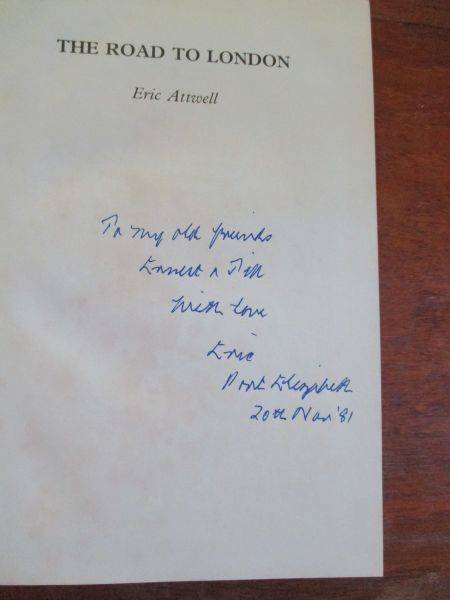 THE ROAD TO LONDON
Eric Attwell
To my old friends
Ernest &
With love
Eric
Port Elizabeth
20th Nov '81